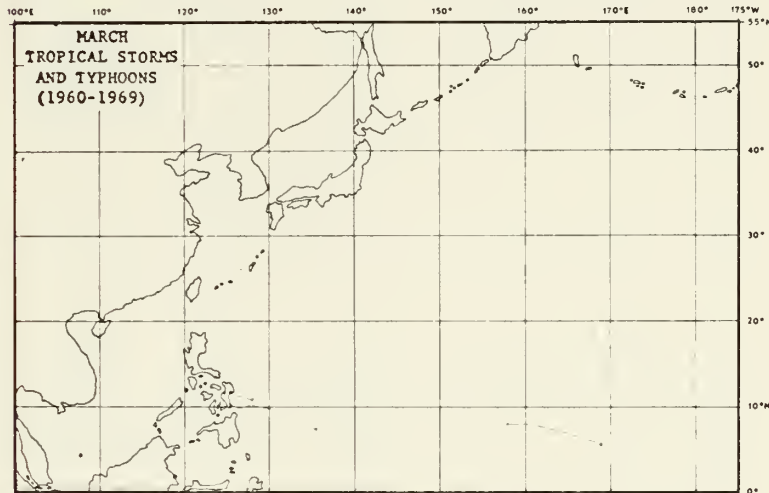 100°E 110° 120° 130° 140° 150° 160° 170°E 180° 175°W
MARCH
TROPICAL STORMS
AND TYPHOONS
(1960-1969)
55°N
50°
40°
30°
20°
10°N
0°